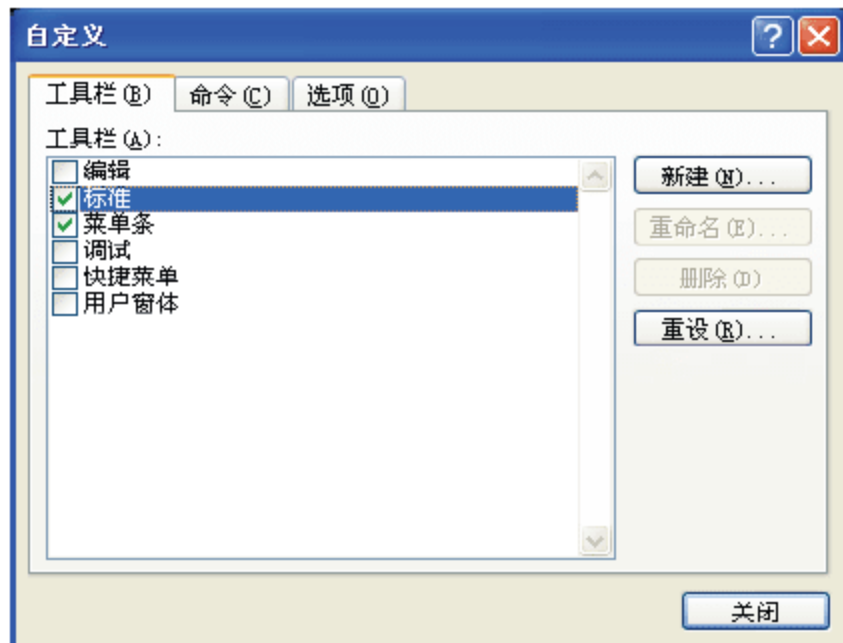 自定义
工具栏(B) 命令(C) 选项(O)
工具栏(A):
编辑
标准
菜单条
调试
快捷菜单
用户窗体
新建(N)...
重命名(E)...
删除(D)
重设(R)...
关闭